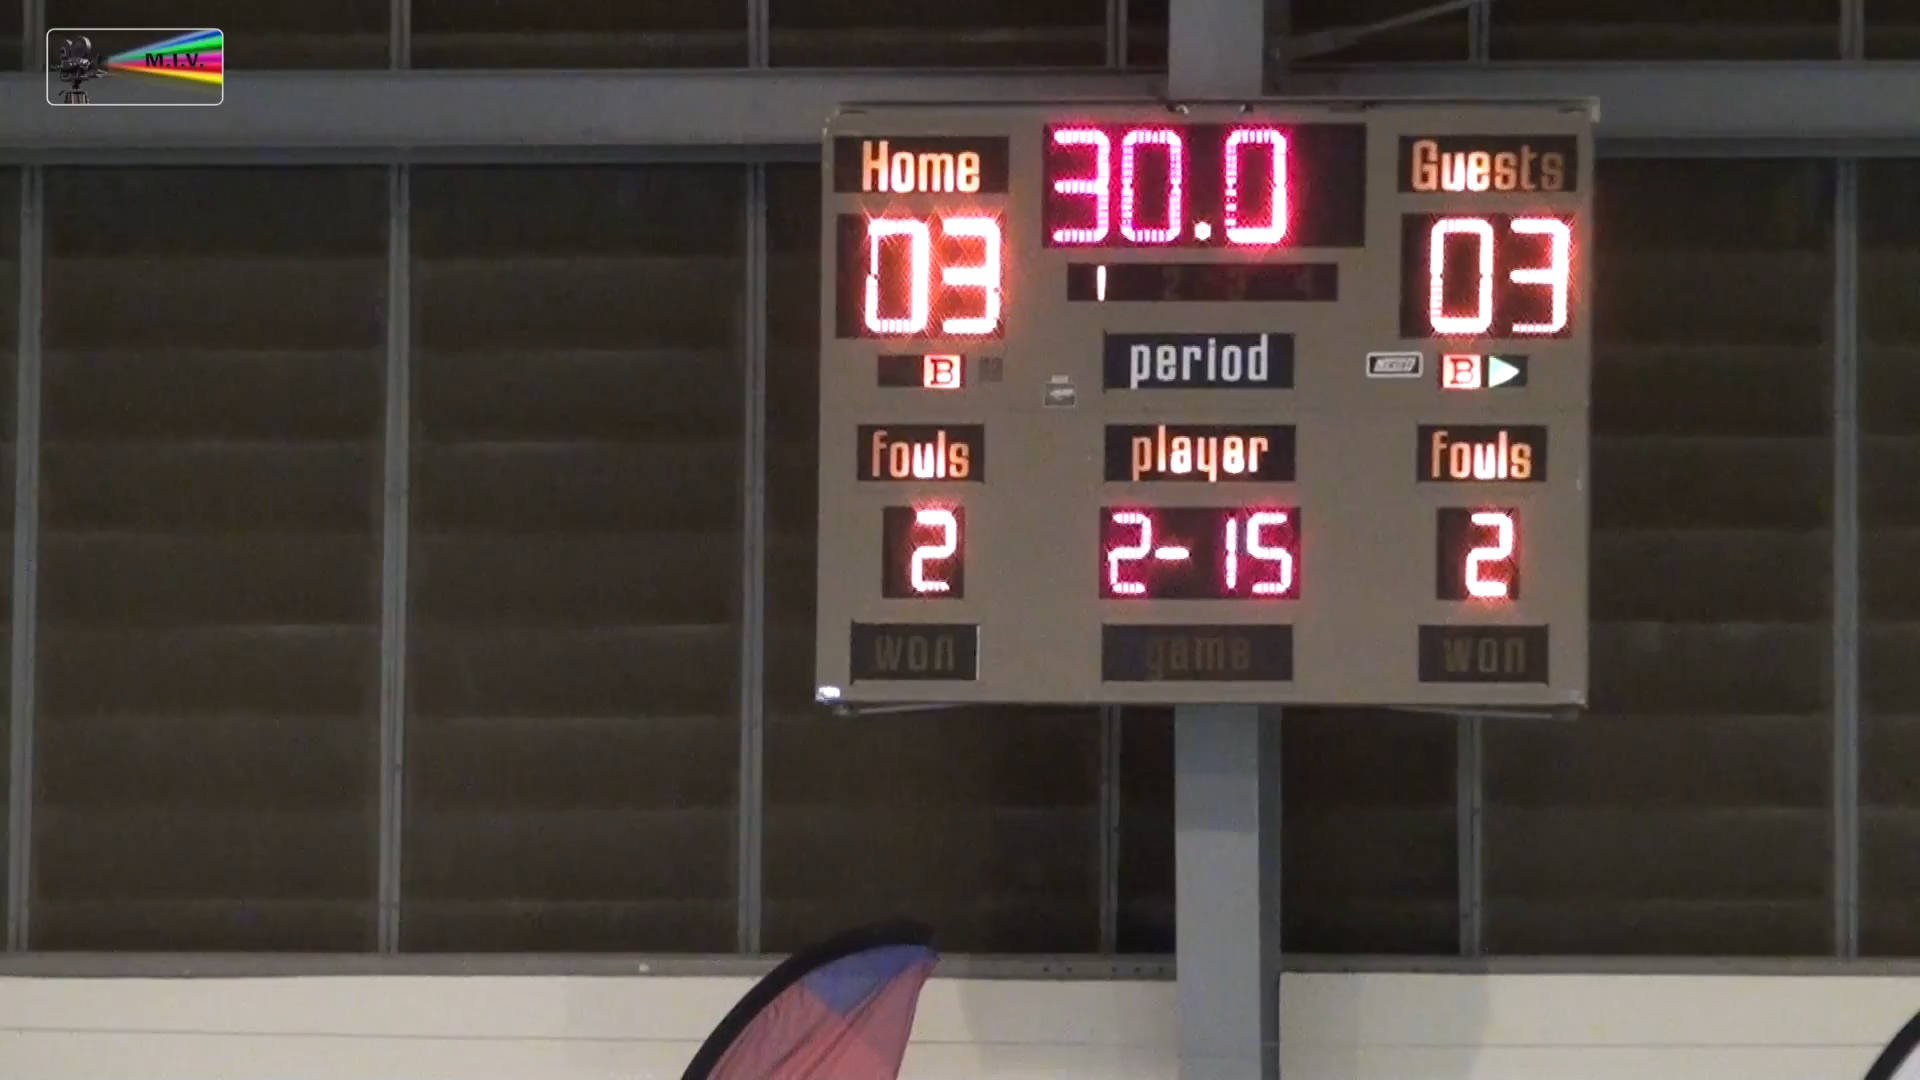 M.I.V.
Home 30.0 Guests
03 1 2 3 4 03
B period B
fouls player fouls
2 2-15 2
won game won